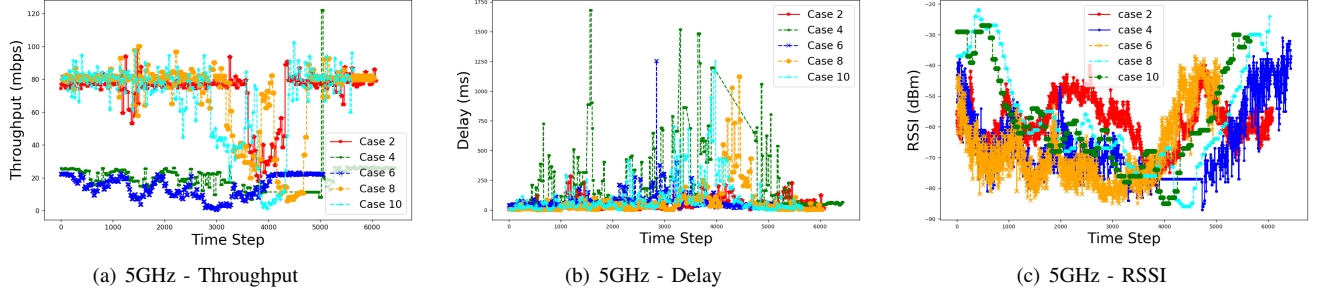 Throughput (mbps)
120
100
80
60
40
20
0
0 1000 2000 3000 4000 5000 6000
Time Step
Case 2
Case 4
Case 6
Case 8
Case 10
(a) 5GHz - Throughput
Delay (ms)
1750
1500
1250
1000
750
500
250
0
0 1000 2000 3000 4000 5000 6000
Time Step
Case 2
Case 4
Case 6
Case 8
Case 10
(b) 5GHz - Delay
RSSI (dBm)
−20
−30
−40
−50
−60
−70
−80
−90
0 1000 2000 3000 4000 5000 6000
Time Step
case 2
case 4
case 6
case 8
case 10
(c) 5GHz - RSSI